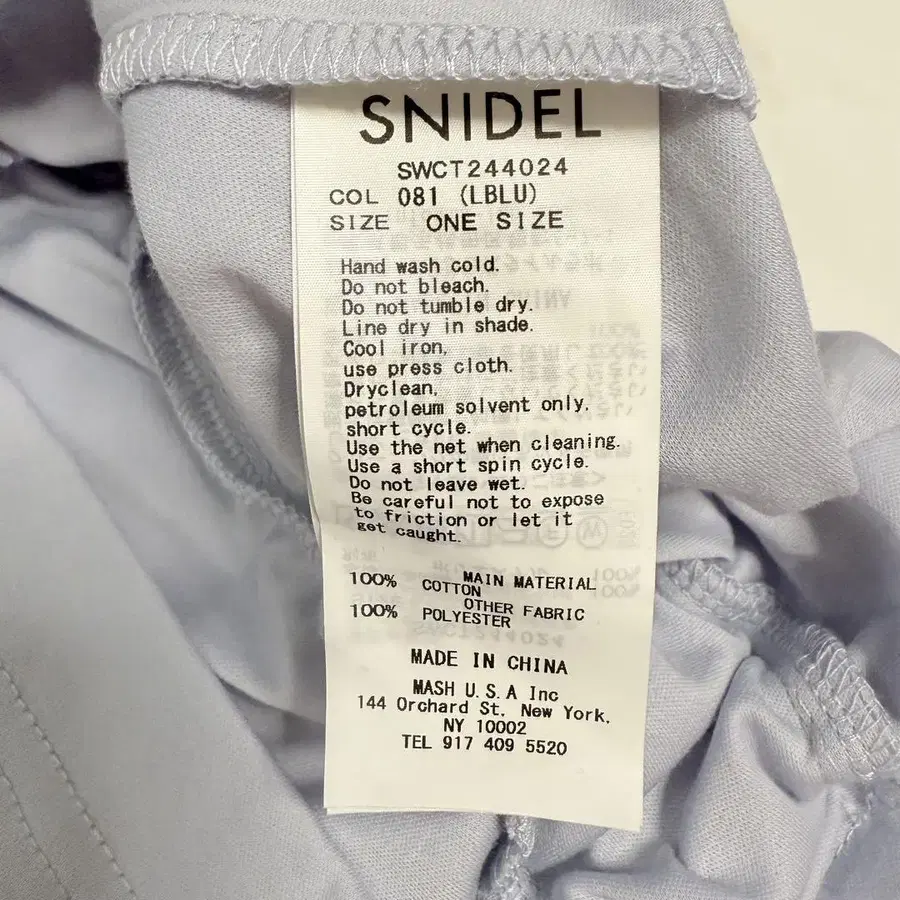 SNIDEL
SWCT244024
COL 081 (LBLU)
SIZE ONE SIZE
Hand wash cold.
Do not bleach.
Do not tumble dry.
Line dry in shade.
Cool iron,
use press cloth.
Dryclean,
petroleum solvent only.
short cycle.
Use the net when cleaning.
Use a short spin cycle.
Do not leave wet.
Be careful not to expose
to friction or let it
get caught.
MAIN MATERIAL
100% COTTON
OTHER FABRIC
100% POLYESTER
MADE IN CHINA
MASH U.S.A Inc
144 Orchard St. New York.
NY 10002
TEL 917 409 5520